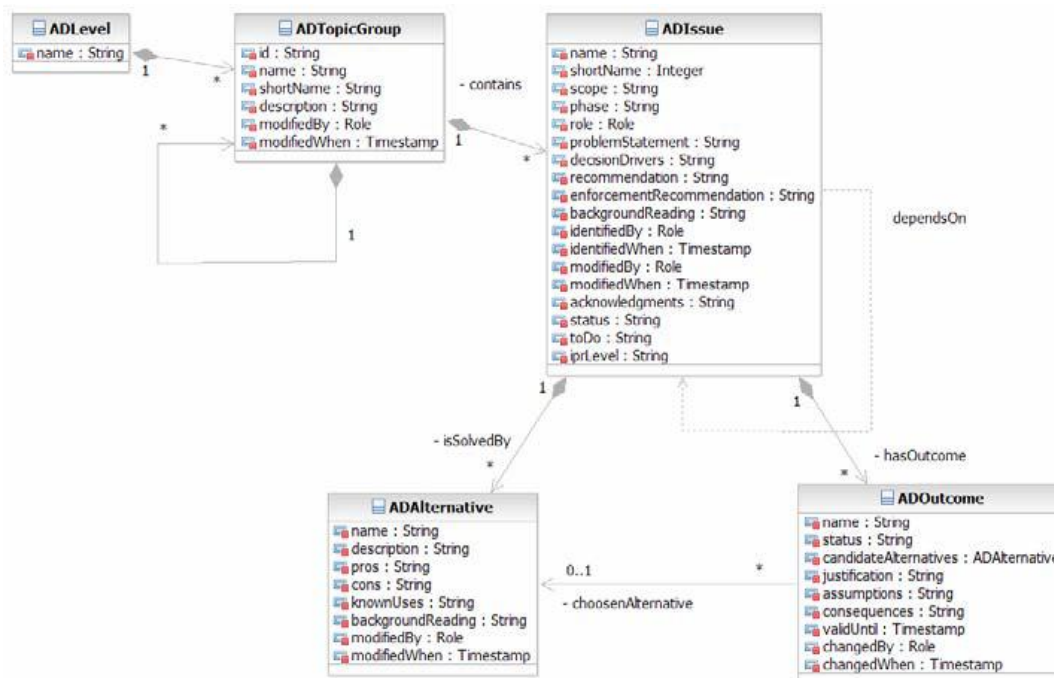 ADLevel
name : String
1
*
ADTopicGroup
id : String
name : String
shortName : String
description : String
modifiedBy : Role
modifiedWhen : Timestamp
*
1
- contains
1
*
ADIssue
name : String
shortName : Integer
scope : String
phase : String
role : Role
problemStatement : String
decisionDrivers : String
recommendation : String
enforcementRecommendation : String
backgroundReading : String
identifiedBy : Role
identifiedWhen : Timestamp
modifiedBy : Role
modifiedWhen : Timestamp
acknowledgments : String
status : String
toDo : String
iprLevel : String
dependsOn
1
- isSolvedBy
*
1
- hasOutcome
*
ADAlternative
name : String
description : String
pros : String
cons : String
knownUses : String
backgroundReading : String
modifiedBy : Role
modifiedWhen : Timestamp
0..1
*
- choosenAlternative
ADOutcome
name : String
status : String
candidateAlternatives : ADAlternative
justification : String
assumptions : String
consequences : String
validUntil : Timestamp
changedBy : Role
changedWhen : Timestamp